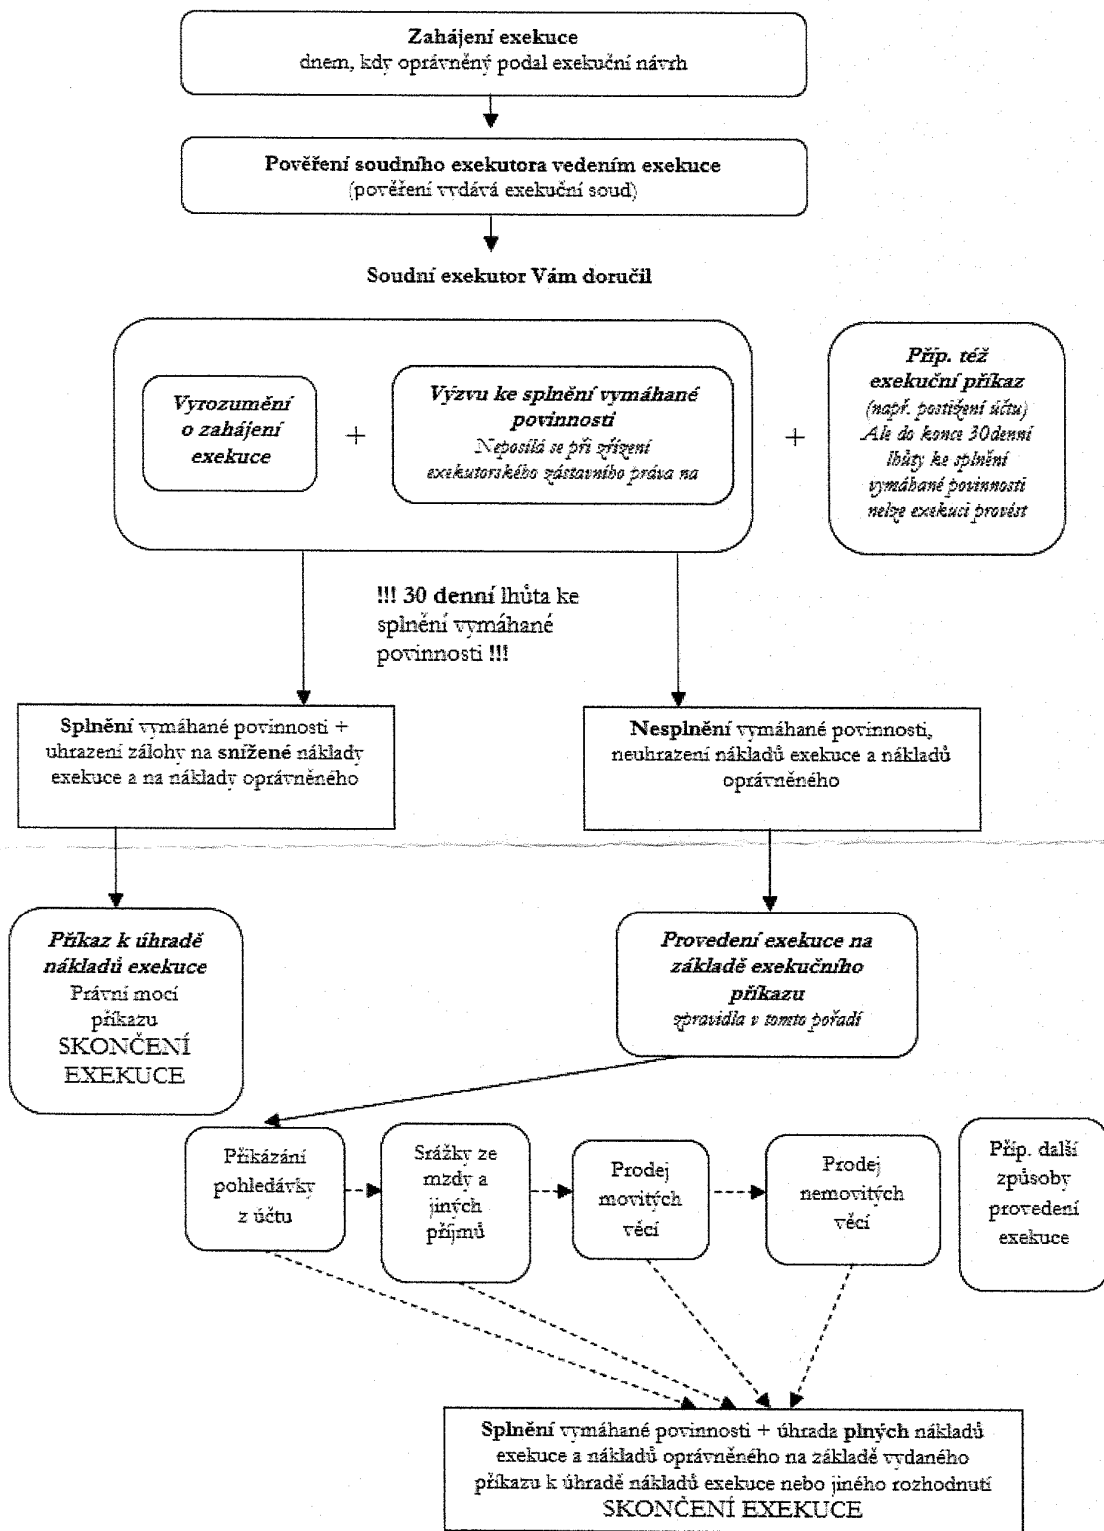 Zahájení exekuce
dnem, kdy oprávněný podal exekuční návrh
Pověření soudního exekutora vedením exekuce
(pověření vydává exekuční soud)
Soudní exekutor Vám doručil
Vyrozumění
o zahájení
exekuce
+
Výzvu ke splnění vymáhané
povinnosti
Neposílá se při zřízení
exekutorského zástavního práva na
+
Příp. též
exekuční příkaz
(např. postižení účtu)
Ale do konce 30denní
lhůty ke splnění
vymáhané povinnosti
nelze exekuci provést
!!! 30 denní lhůta ke
splnění vymáhané
povinnosti !!!
Splnění vymáhané povinnosti +
uhrazení zálohy na snížené náklady
exekuce a na náklady oprávněného
Nesplnění vymáhané povinnosti,
neuhrazení nákladů exekuce a nákladů
oprávněného
Příkaz k úhradě
nákladů exekuce
Právní mocí
příkazu
SKONČENÍ
EXEKUCE
Provedení exekuce na
základě exekučního
příkazu
zpravidla v tomto pořadí
Přikázání
pohledávky
z účtu
Srážky ze
mzdy a
jiných
příjmů
Prodej
movitých
věcí
Prodej
nemovitých
věcí
Příp. další
způsoby
provedení
exekuce
Splnění vymáhané povinnosti + úhrada plných nákladů
exekuce a nákladů oprávněného na základě vydaného
příkazu k úhradě nákladů exekuce nebo jiného rozhodnutí
SKONČENÍ EXEKUCE